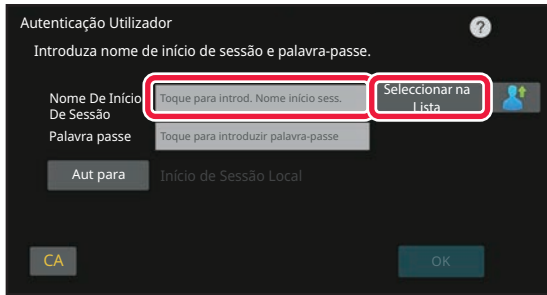 Autenticação Utilizador
?
Introduza nome de início de sessão e palavra-passe.
Nome De Início
De Sessão
Toque para introd. Nome início sess.
Seleccionar na
Lista
Palavra passe
Toque para introduzir palavra-passe
Aut para
Início de Sessão Local
CA
OK